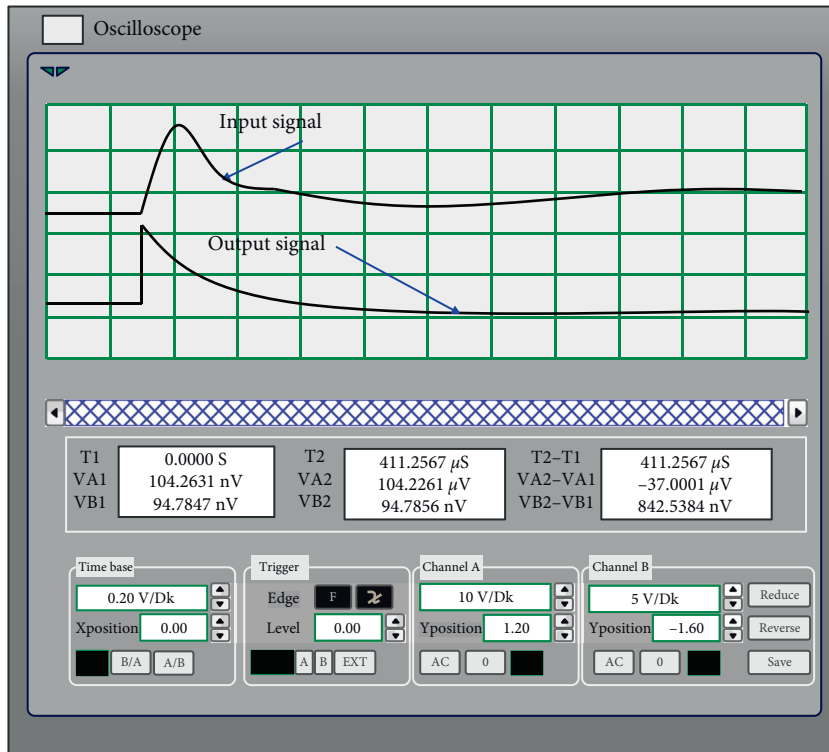 Oscilloscope
Input signal
Output signal
T1 0.0000 S T2 411.2567 μS T2–T1 411.2567 μS
VA1 104.2631 nV VA2 104.2261 μV VA2–VA1 –37.0001 μV
VB1 94.7847 nV VB2 94.7856 nV VB2–VB1 842.5384 nV
Time base Trigger Channel A Channel B
0.20 V/Dk Edge F 10 V/Dk 5 V/Dk Reduce
Xposition 0.00 Level 0.00 Yposition 1.20 Yposition –1.60 Reverse
B/A A/B A B EXT AC 0 AC 0 Save